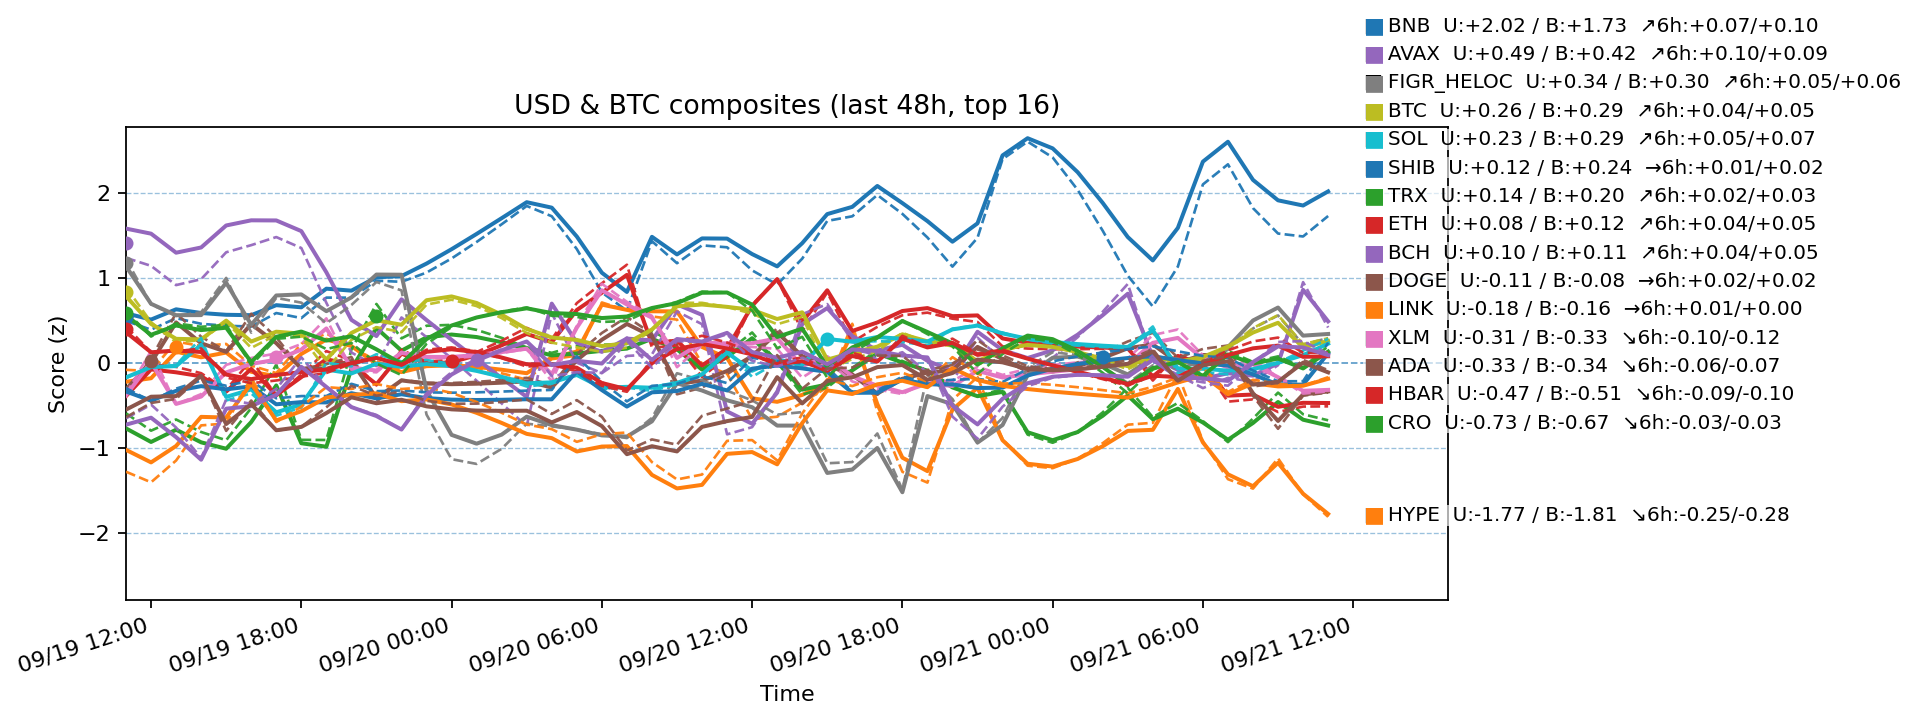 USD & BTC composites (last 48h, top 16)
BNB U:+2.02 / B:+1.73 ↗6h:+0.07/+0.10
AVAX U:+0.49 / B:+0.42 ↗6h:+0.10/+0.09
FIGR_HELOC U:+0.34 / B:+0.30 ↗6h:+0.05/+0.06
BTC U:+0.26 / B:+0.29 ↗6h:+0.04/+0.05
SOL U:+0.23 / B:+0.29 ↗6h:+0.05/+0.07
SHIB U:+0.12 / B:+0.24 →6h:+0.01/+0.02
TRX U:+0.14 / B:+0.20 ↗6h:+0.02/+0.03
ETH U:+0.08 / B:+0.12 ↗6h:+0.04/+0.05
BCH U:+0.10 / B:+0.11 ↗6h:+0.04/+0.05
DOGE U:-0.11 / B:-0.08 →6h:+0.02/+0.02
LINK U:-0.18 / B:-0.16 →6h:+0.01/+0.00
XLM U:-0.31 / B:-0.33 ↘6h:-0.10/-0.12
ADA U:-0.33 / B:-0.34 ↘6h:-0.06/-0.07
HBAR U:-0.47 / B:-0.51 ↘6h:-0.09/-0.10
CRO U:-0.73 / B:-0.67 ↘6h:-0.03/-0.03
HYPE U:-1.77 / B:-1.81 ↘6h:-0.25/-0.28
Score (z)
2
1
0
−1
−2
09/19 12:00
09/19 18:00
09/20 00:00
09/20 06:00
09/20 12:00
09/20 18:00
09/21 00:00
09/21 06:00
09/21 12:00
Time